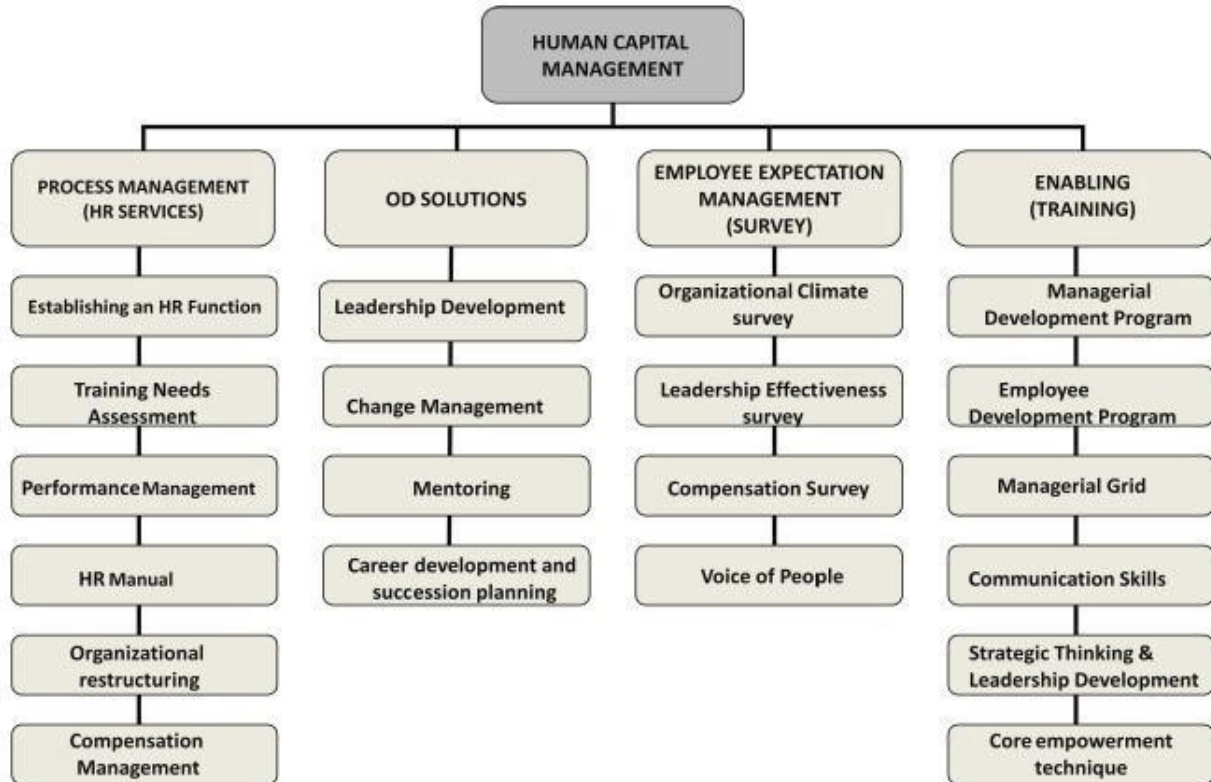 HUMAN CAPITAL
MANAGEMENT
PROCESS MANAGEMENT
(HR SERVICES)
Establishing an HR Function
Training Needs
Assessment
Performance Management
HR Manual
Organizational
restructuring
Compensation
Management
OD SOLUTIONS
Leadership Development
Change Management
Mentoring
Career development and
succession planning
EMPLOYEE EXPECTATION
MANAGEMENT
(SURVEY)
Organizational Climate
survey
Leadership Effectiveness
survey
Compensation Survey
Voice of People
ENABLING
(TRAINING)
Managerial
Development Program
Employee
Development Program
Managerial Grid
Communication Skills
Strategic Thinking &
Leadership Development
Core empowerment
technique